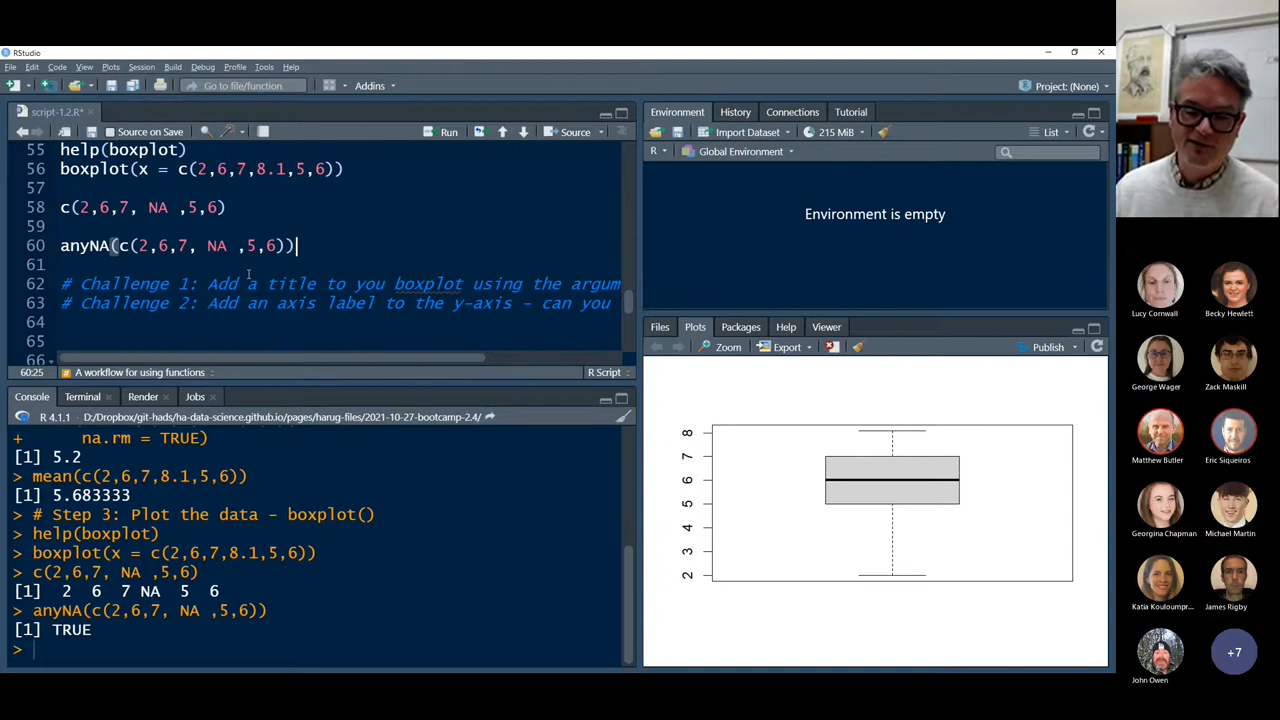 RStudio
File Edit Code View Plots Session Build Debug Profile Tools Help
Go to file/function Addins Project: (None)
script-1.2.R*
Source on Save Run Source
55 help(boxplot)
56 boxplot(x = c(2,6,7,8.1,5,6))
57
58 c(2,6,7, NA ,5,6)
59
60 anyNA(c(2,6,7, NA ,5,6))
61
62 # Challenge 1: Add a title to you boxplot using the argum
63 # Challenge 2: Add an axis label to the y-axis - can you
64
65
66
60:25 # A workflow for using functions R Script
Console Terminal Render Jobs
R 4.1.1 · D:/Dropbox/git-hads/ha-data-science.github.io/pages/harug-files/2021-10-27-bootcamp-2.4/
+ na.rm = TRUE)
[1] 5.2
> mean(c(2,6,7,8.1,5,6))
[1] 5.683333
> # Step 3: Plot the data - boxplot()
> help(boxplot)
> boxplot(x = c(2,6,7,8.1,5,6))
> c(2,6,7, NA ,5,6)
[1] 2 6 7 NA 5 6
> anyNA(c(2,6,7, NA ,5,6))
[1] TRUE
>
Environment History Connections Tutorial
Import Dataset 215 MiB List
R Global Environment
Environment is empty
Files Plots Packages Help Viewer
Zoom Export Publish
8
7
6
5
4
3
2
Lucy Cornwall Becky Hewlett
George Wager Zack Maskill
Matthew Butler Eric Siqueiros
Georgina Chapman Michael Martin
Katia Kouloumpr... James Rigby
John Owen +7